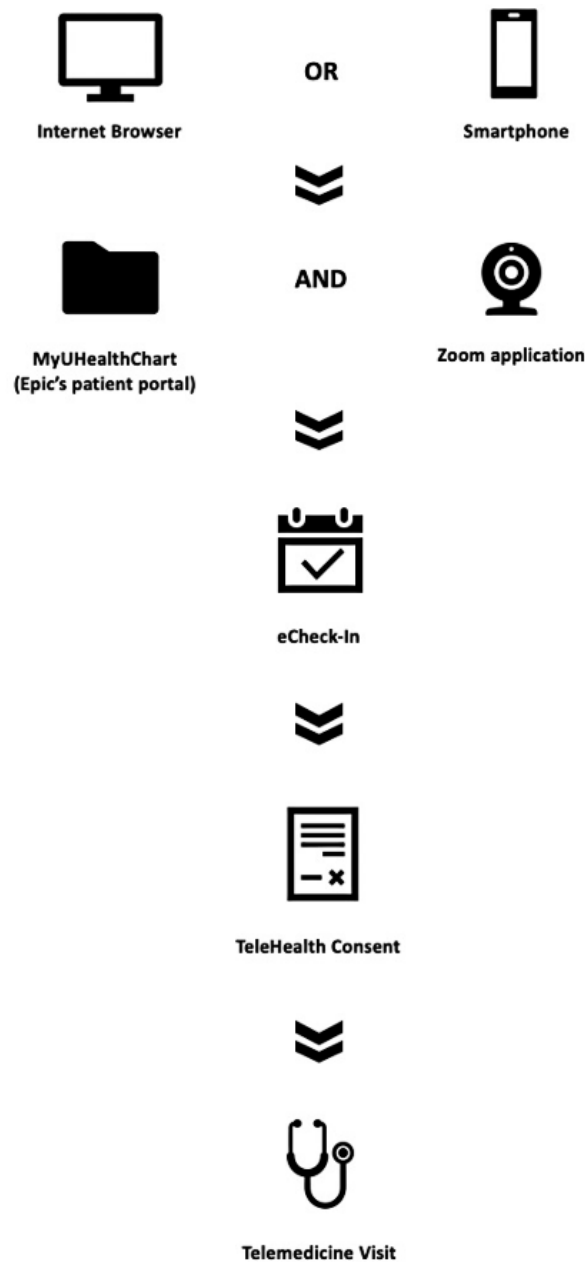 OR
Internet Browser
Smartphone
AND
MyUHealthChart
(Epic's patient portal)
Zoom application
eCheck-In
TeleHealth Consent
Telemedicine Visit